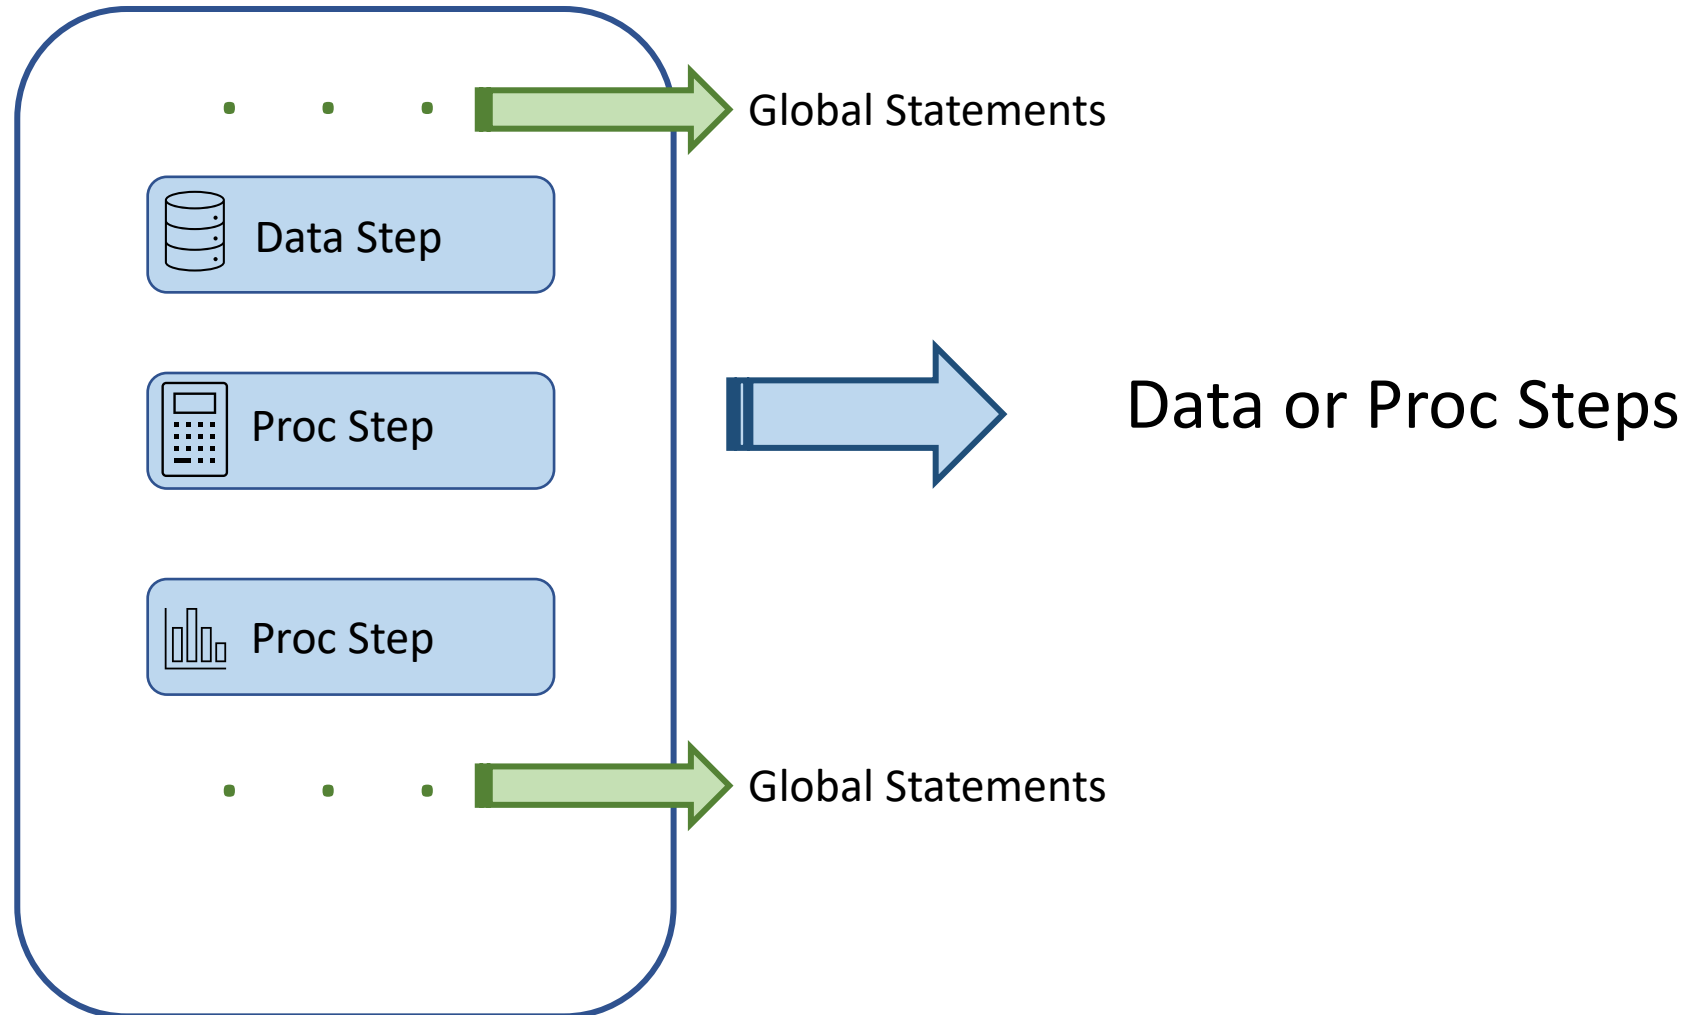 . . .
Global Statements
Data Step
Proc Step
Data or Proc Steps
Proc Step
. . .
Global Statements